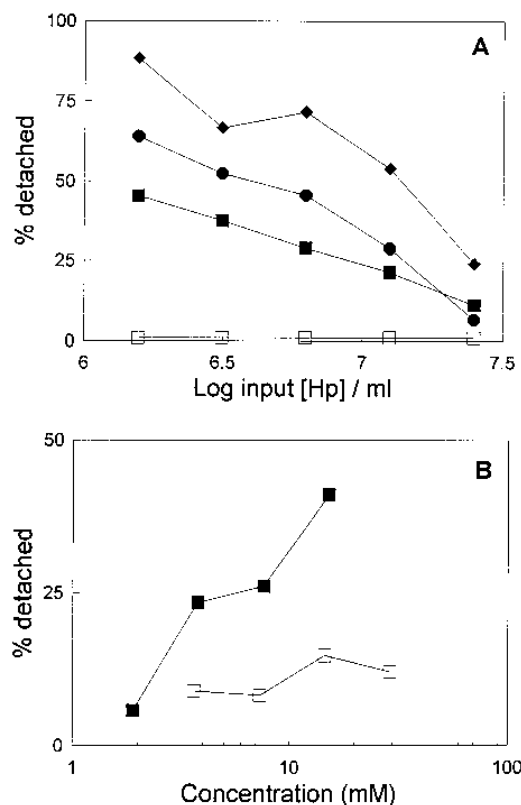 100
A
75
50
25
0
% detached
6
6.5
7
7.5
Log input [Hp] / ml
50
B
25
0
% detached
1
10
100
Concentration (mM)